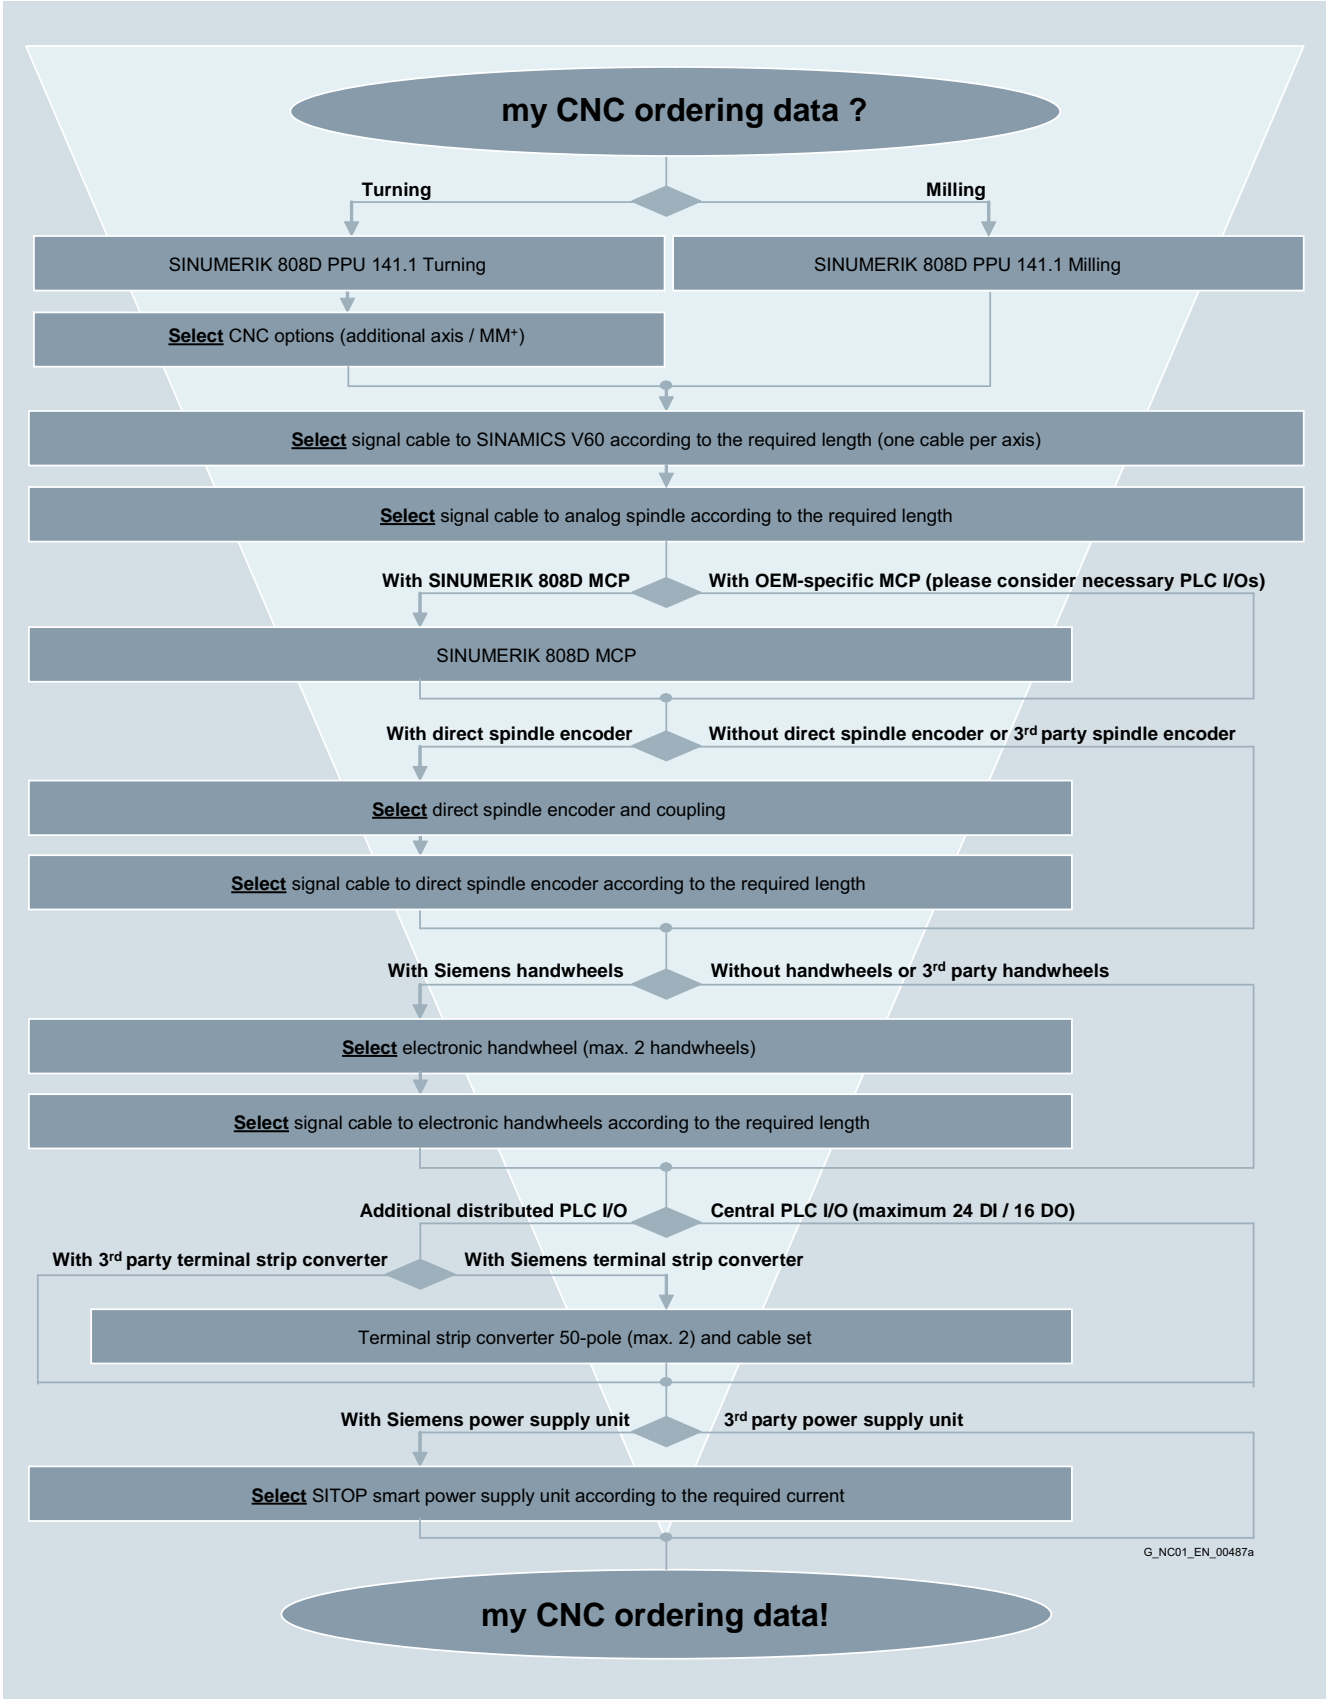 my CNC ordering data ?
Turning
Milling
SINUMERIK 808D PPU 141.1 Turning
SINUMERIK 808D PPU 141.1 Milling
Select CNC options (additional axis / MM+)
Select signal cable to SINAMICS V60 according to the required length (one cable per axis)
Select signal cable to analog spindle according to the required length
With SINUMERIK 808D MCP
With OEM-specific MCP (please consider necessary PLC I/Os)
SINUMERIK 808D MCP
With direct spindle encoder
Without direct spindle encoder or 3rd party spindle encoder
Select direct spindle encoder and coupling
Select signal cable to direct spindle encoder according to the required length
With Siemens handwheels
Without handwheels or 3rd party handwheels
Select electronic handwheel (max. 2 handwheels)
Select signal cable to electronic handwheels according to the required length
Additional distributed PLC I/O
Central PLC I/O (maximum 24 DI / 16 DO)
With 3rd party terminal strip converter
With Siemens terminal strip converter
Terminal strip converter 50-pole (max. 2) and cable set
With Siemens power supply unit
3rd party power supply unit
Select SITOP smart power supply unit according to the required current
G_NC01_EN_00487a
my CNC ordering data!